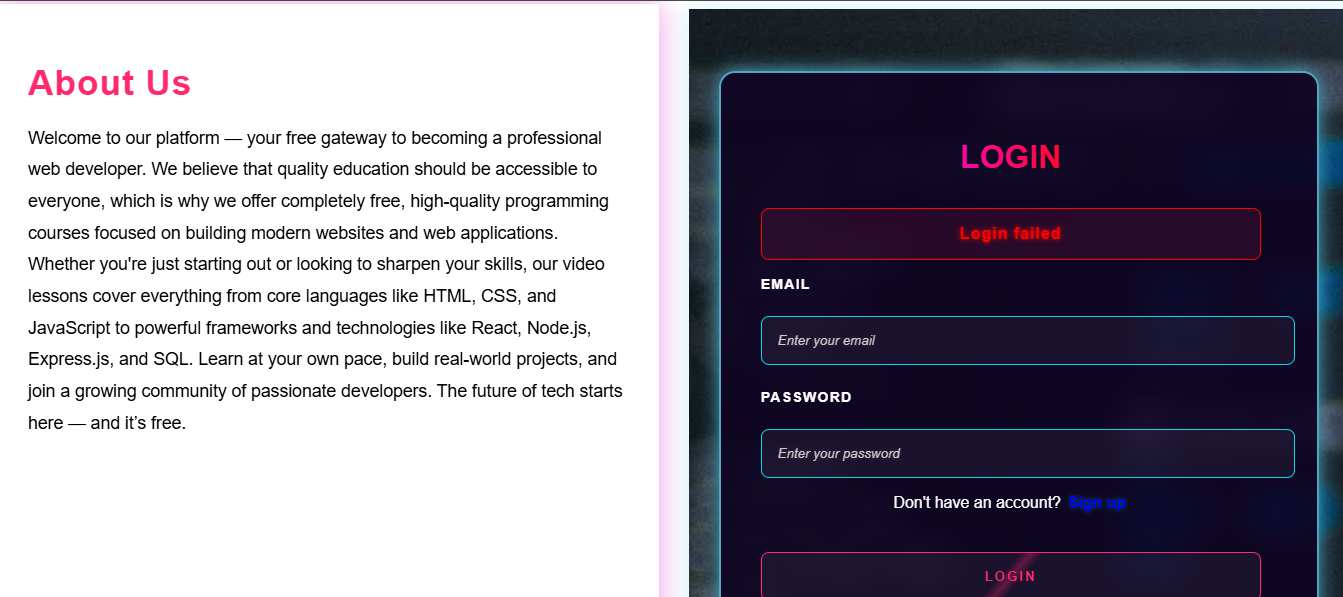 About Us
Welcome to our platform — your free gateway to becoming a professional
web developer. We believe that quality education should be accessible to
everyone, which is why we offer completely free, high-quality programming
courses focused on building modern websites and web applications.
Whether you're just starting out or looking to sharpen your skills, our video
lessons cover everything from core languages like HTML, CSS, and
JavaScript to powerful frameworks and technologies like React, Node.js,
Express.js, and SQL. Learn at your own pace, build real-world projects, and
join a growing community of passionate developers. The future of tech starts
here — and it’s free.
LOGIN
Login failed
EMAIL
Enter your email
PASSWORD
Enter your password
Don't have an account? Sign up
LOGIN